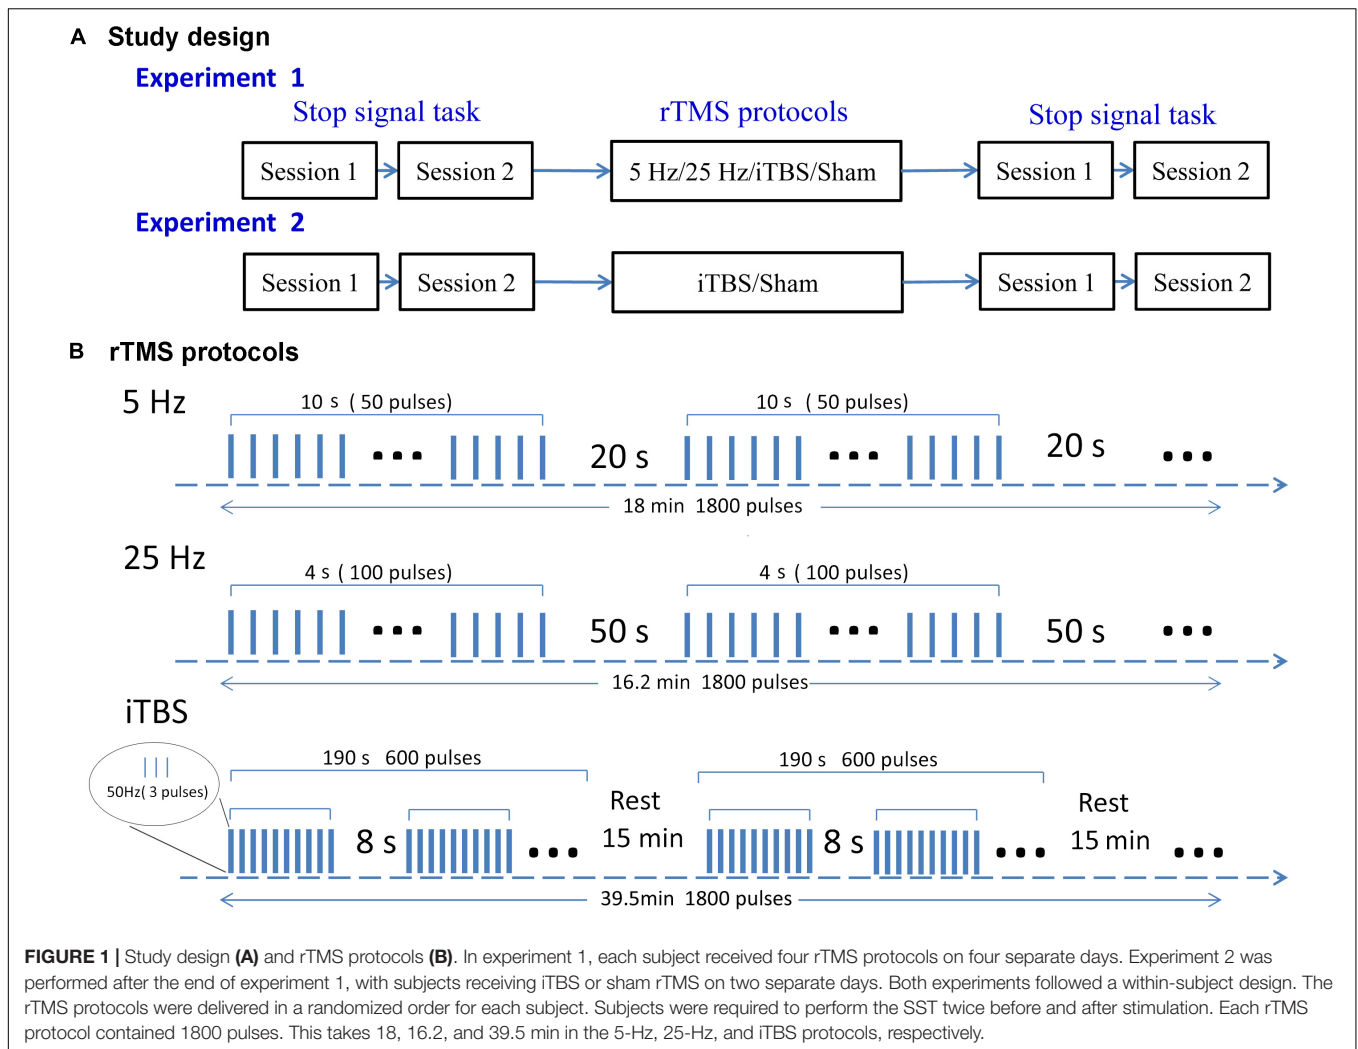 A Study design
Experiment 1
Stop signal task rTMS protocols Stop signal task
Session 1 Session 2 5 Hz/25 Hz/iTBS/Sham Session 1 Session 2
Experiment 2
Session 1 Session 2 iTBS/Sham Session 1 Session 2
B rTMS protocols
5 Hz
10 s ( 50 pulses) 10 s ( 50 pulses)
20 s 20 s
18 min 1800 pulses
25 Hz
4 s ( 100 pulses) 4 s ( 100 pulses)
50 s 50 s
16.2 min 1800 pulses
iTBS
190 s 600 pulses 190 s 600 pulses
50Hz( 3 pulses)
8 s Rest 15 min 8 s Rest 15 min
39.5min 1800 pulses
FIGURE 1 | Study design (A) and rTMS protocols (B). In experiment 1, each subject received four rTMS protocols on four separate days. Experiment 2 was
performed after the end of experiment 1, with subjects receiving iTBS or sham rTMS on two separate days. Both experiments followed a within-subject design. The
rTMS protocols were delivered in a randomized order for each subject. Subjects were required to perform the SST twice before and after stimulation. Each rTMS
protocol contained 1800 pulses. This takes 18, 16.2, and 39.5 min in the 5-Hz, 25-Hz, and iTBS protocols, respectively.